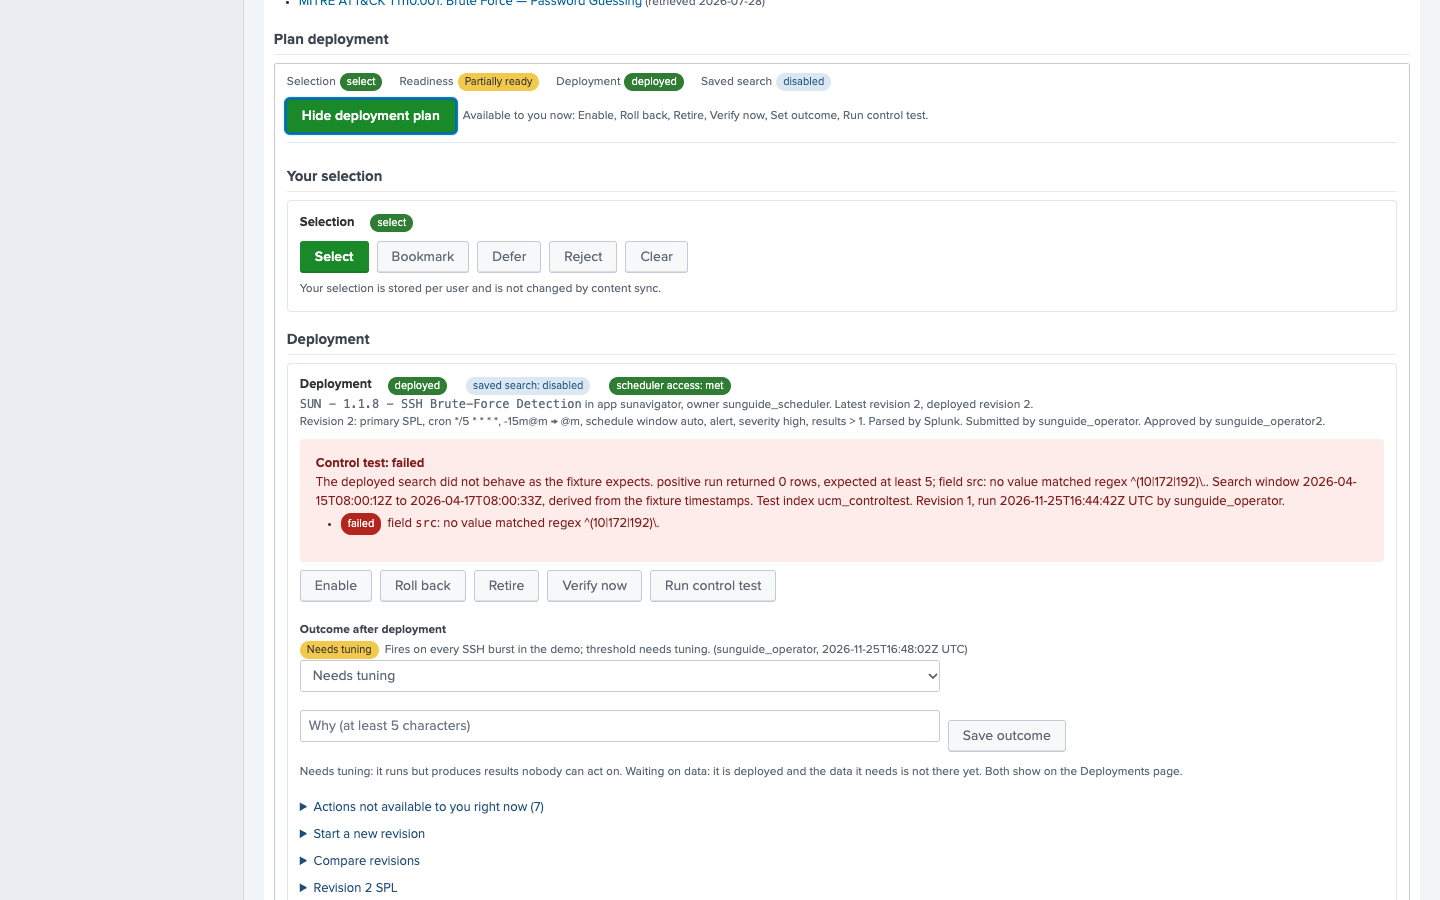 MITRE ATT&CK T1110.001: Brute Force — Password Guessing (retrieved 2026-07-28)
Plan deployment
Selection select Readiness Partially ready Deployment deployed Saved search disabled
Hide deployment plan Available to you now: Enable, Roll back, Retire, Verify now, Set outcome, Run control test.
Your selection
Selection select
Select Bookmark Defer Reject Clear
Your selection is stored per user and is not changed by content sync.
Deployment
Deployment deployed saved search: disabled scheduler access: met
SUN - 1.1.8 - SSH Brute-Force Detection in app sunavigator, owner sunguide_scheduler. Latest revision 2, deployed revision 2.
Revision 2: primary SPL, cron */5 * * * *, -15m@m → @m, schedule window auto, alert, severity high, results > 1. Parsed by Splunk. Submitted by sunguide_operator. Approved by sunguide_operator2.
Control test: failed
The deployed search did not behave as the fixture expects. positive run returned 0 rows, expected at least 5; field src: no value matched regex ^(10|172|192)\.. Search window 2026-04-
15T08:00:12Z to 2026-04-17T08:00:33Z, derived from the fixture timestamps. Test index ucm_controltest. Revision 1, run 2026-11-25T16:44:42Z UTC by sunguide_operator.
• failed field src: no value matched regex ^(10|172|192)\.
Enable Roll back Retire Verify now Run control test
Outcome after deployment
Needs tuning Fires on every SSH burst in the demo; threshold needs tuning. (sunguide_operator, 2026-11-25T16:48:02Z UTC)
Needs tuning
Why (at least 5 characters) Save outcome
Needs tuning: it runs but produces results nobody can act on. Waiting on data: it is deployed and the data it needs is not there yet. Both show on the Deployments page.
Actions not available to you right now (7)
Start a new revision
Compare revisions
Revision 2 SPL